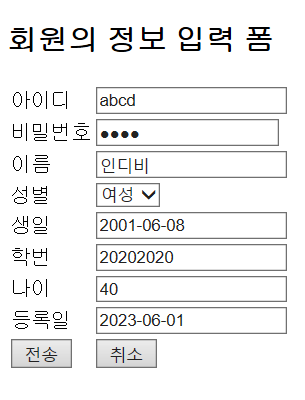 회원의 정보 입력 폼
아이디 abcd
비밀번호 ●●●●
이름 인디비
성별 여성
생일 2001-06-08
학번 20202020
나이 40
등록일 2023-06-01
전송 취소